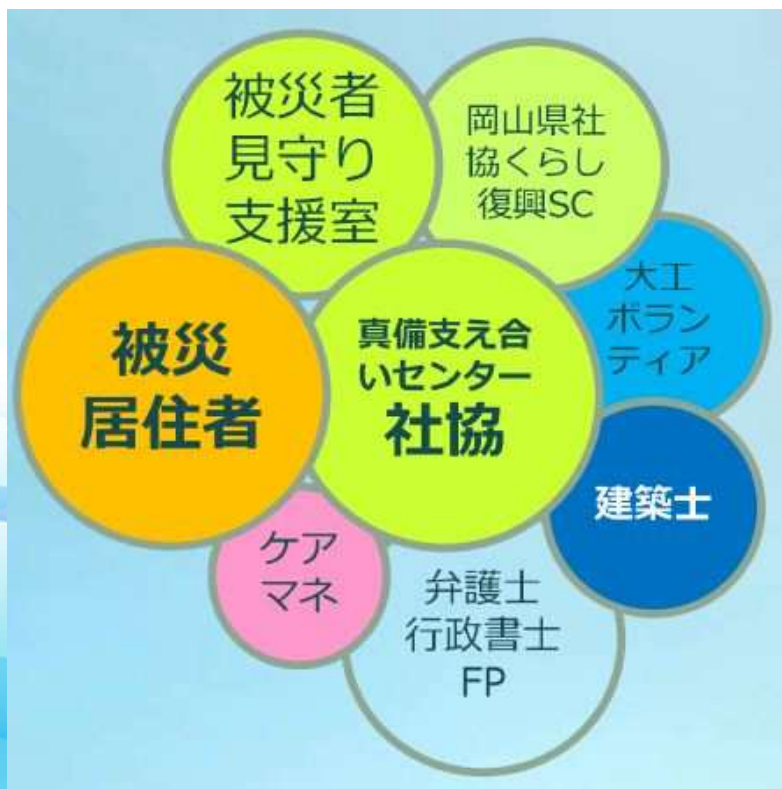 被災者
見守り
支援室
岡山県社
協くらし
復興SC
大工
ボラン
ティア
被災
居住者
真備支え合
いセンター
社協
建築士
ケア
マネ
弁護士
行政書士
FP